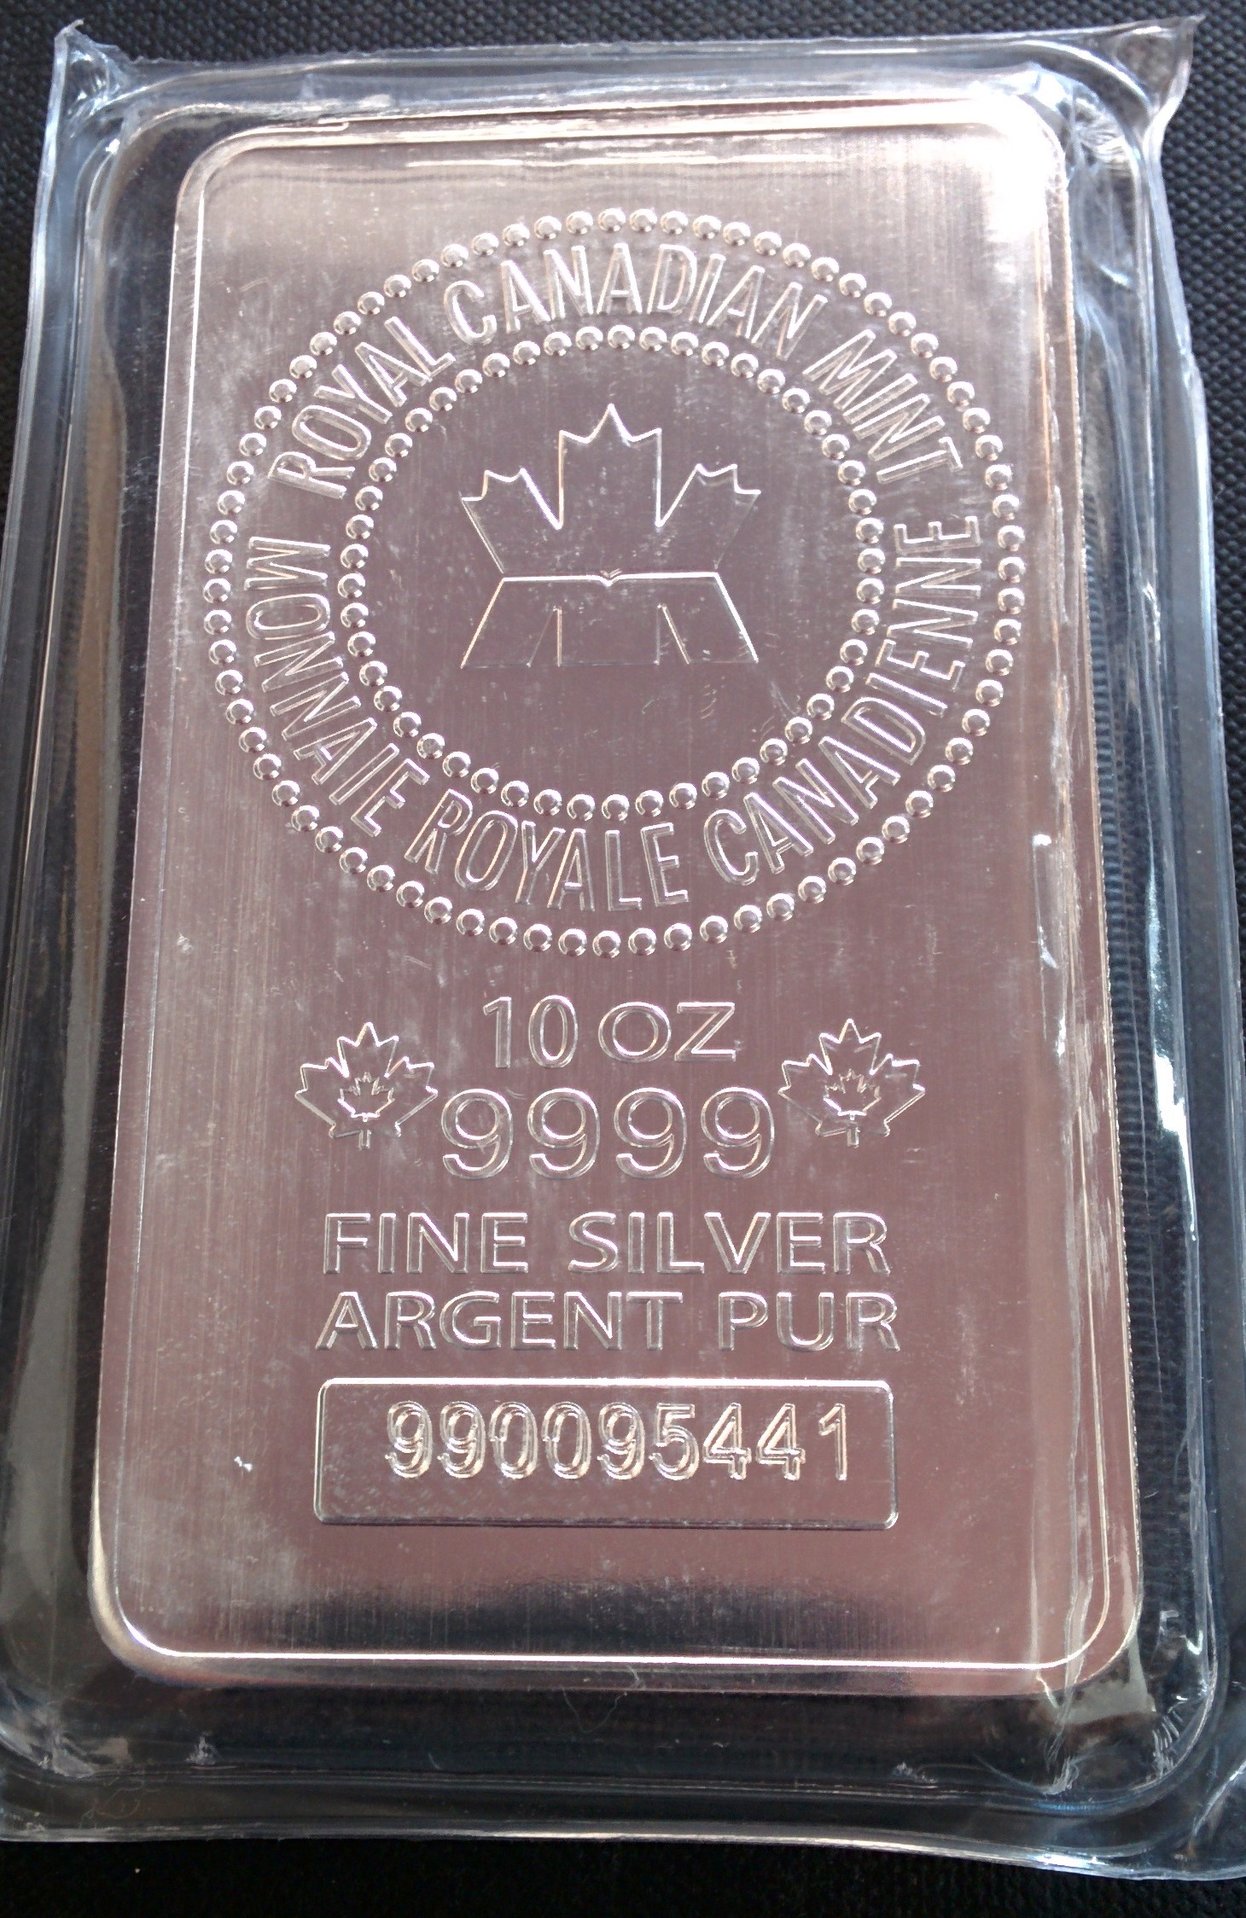 ROYAL CANADIAN MINT
MONNAIE ROYALE CANADIENNE
10 OZ
9999
FINE SILVER
ARGENT PUR
990095441